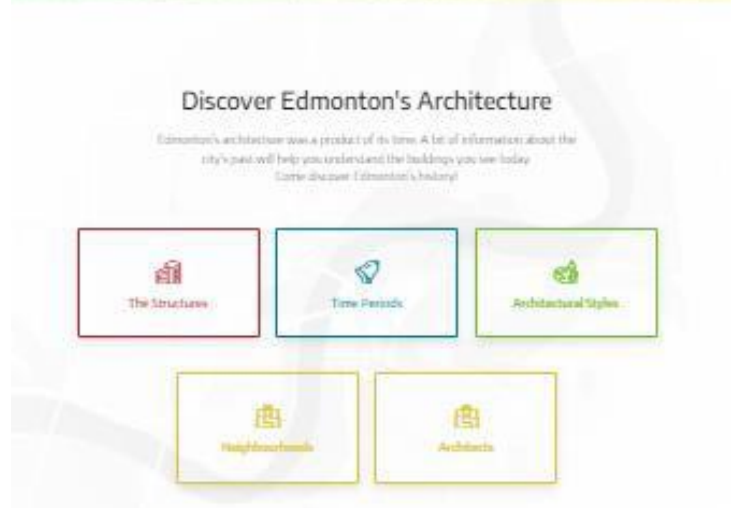 Discover Edmonton's Architecture
Edmonton's architecture was a product of its time. A bit of information about the
city's past will help you understand the buildings you see today.
Come discover Edmonton's history!
The Structures
Time Periods
Architectural Styles
Neighbourhoods
Architects